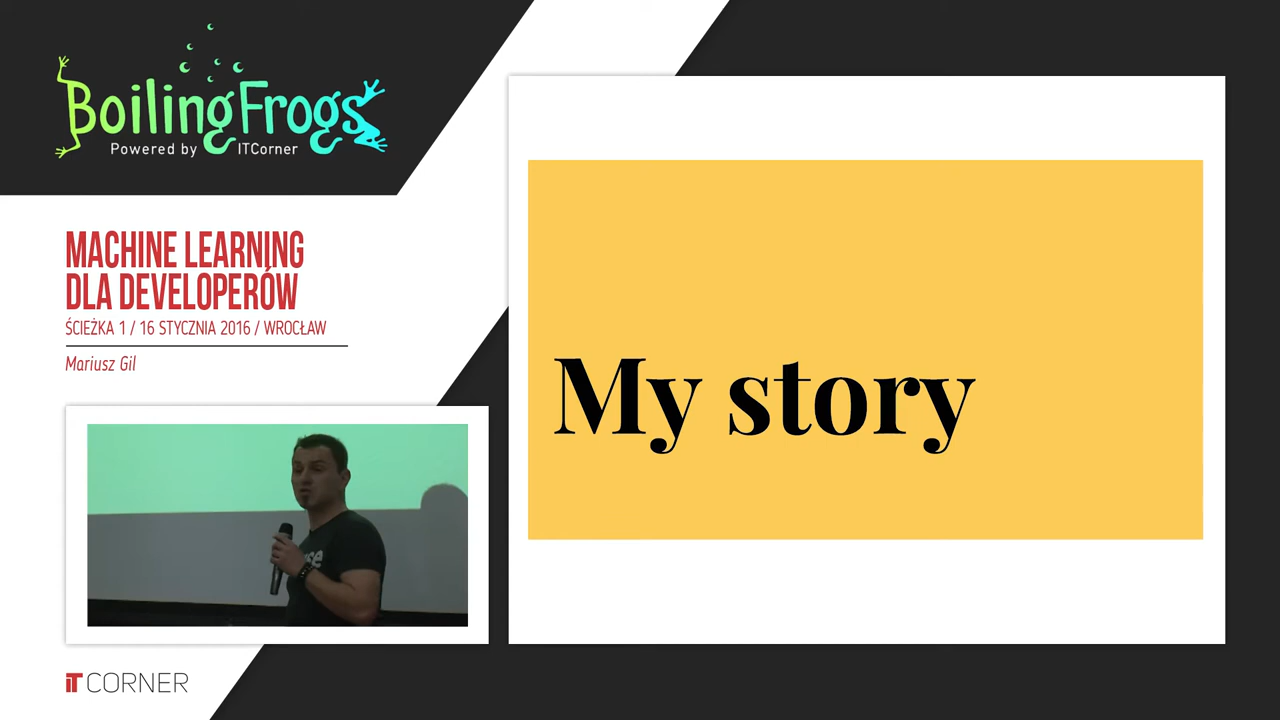 BoilingFrogs
Powered by ITCorner
MACHINE LEARNING
DLA DEVELOPERÓW
ŚCIEŻKA 1 / 16 STYCZNIA 2016 / WROCŁAW
Mariusz Gil
My story
iT CORNER